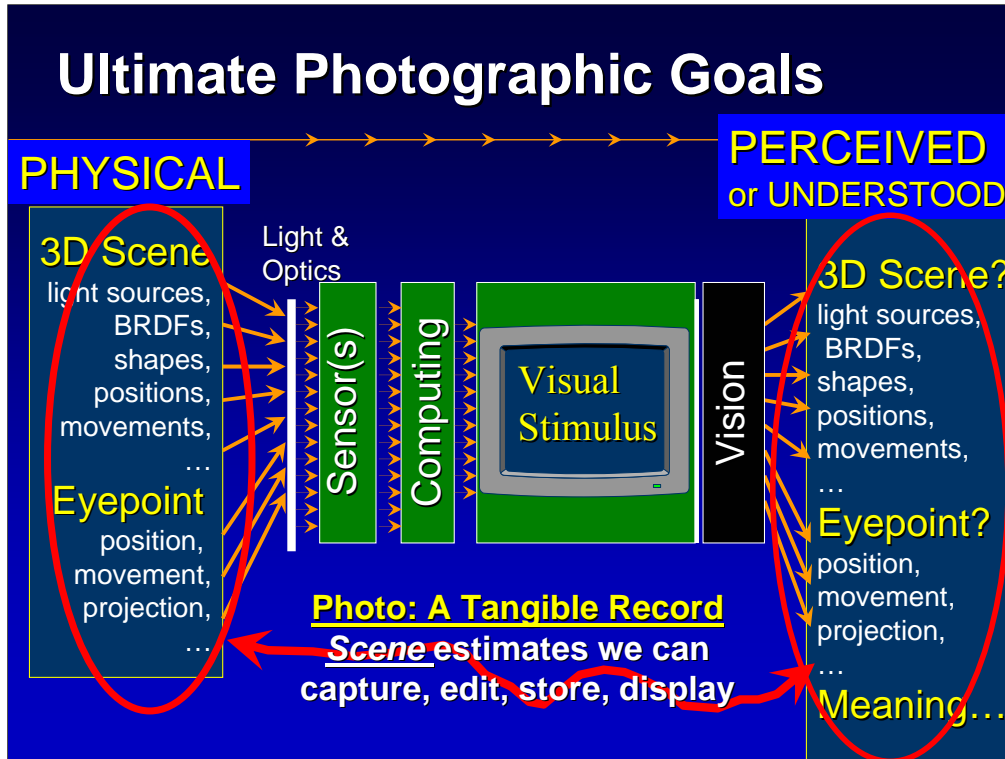 Ultimate Photographic Goals
PHYSICAL
3D Scene
light sources,
BRDFs,
shapes,
positions,
movements,
…
Eyepoint
position,
movement,
projection,
…
Light &
Optics
Sensor(s)
Computing
Visual
Stimulus
Vision
PERCEIVED
or UNDERSTOOD
3D Scene?
light sources,
BRDFs,
shapes,
positions,
movements,
…
Eyepoint?
position,
movement,
projection,
…
Meaning…
Photo: A Tangible Record
Scene estimates we can
capture, edit, store, display